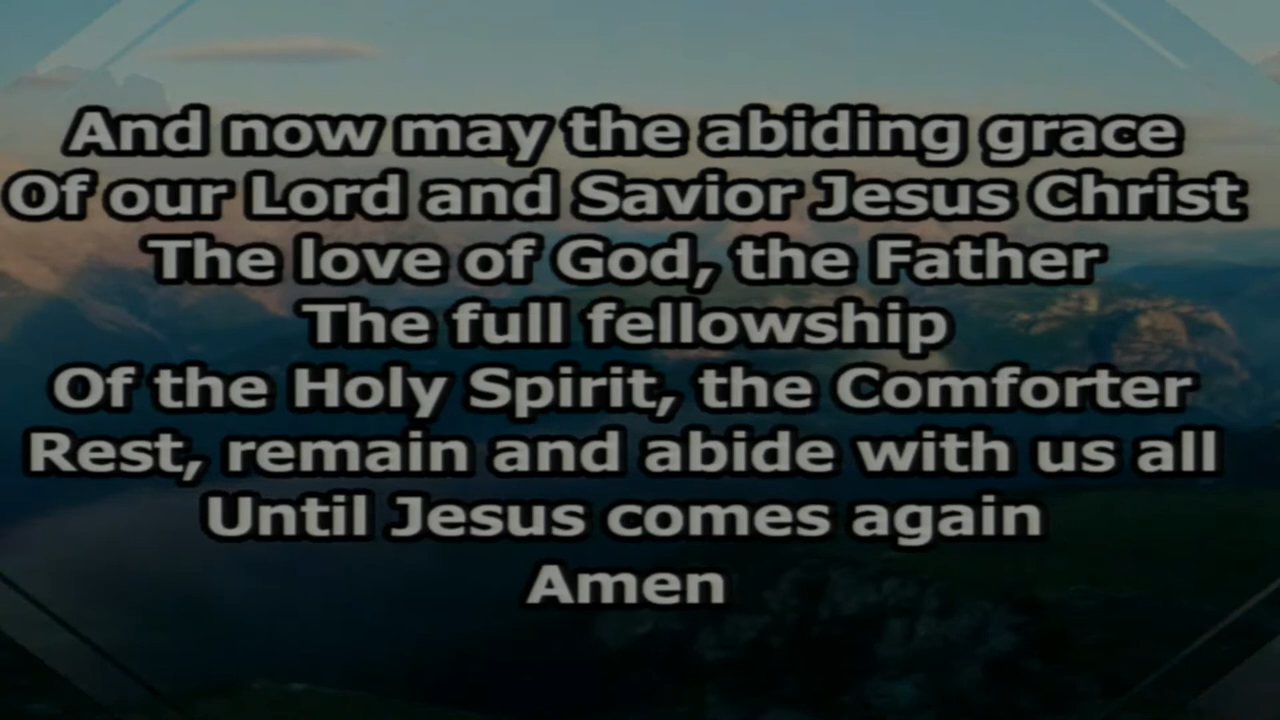 And now may the abiding grace
Of our Lord and Savior Jesus Christ
The love of God, the Father
The full fellowship
Of the Holy Spirit, the Comforter
Rest, remain and abide with us all
Until Jesus comes again
Amen